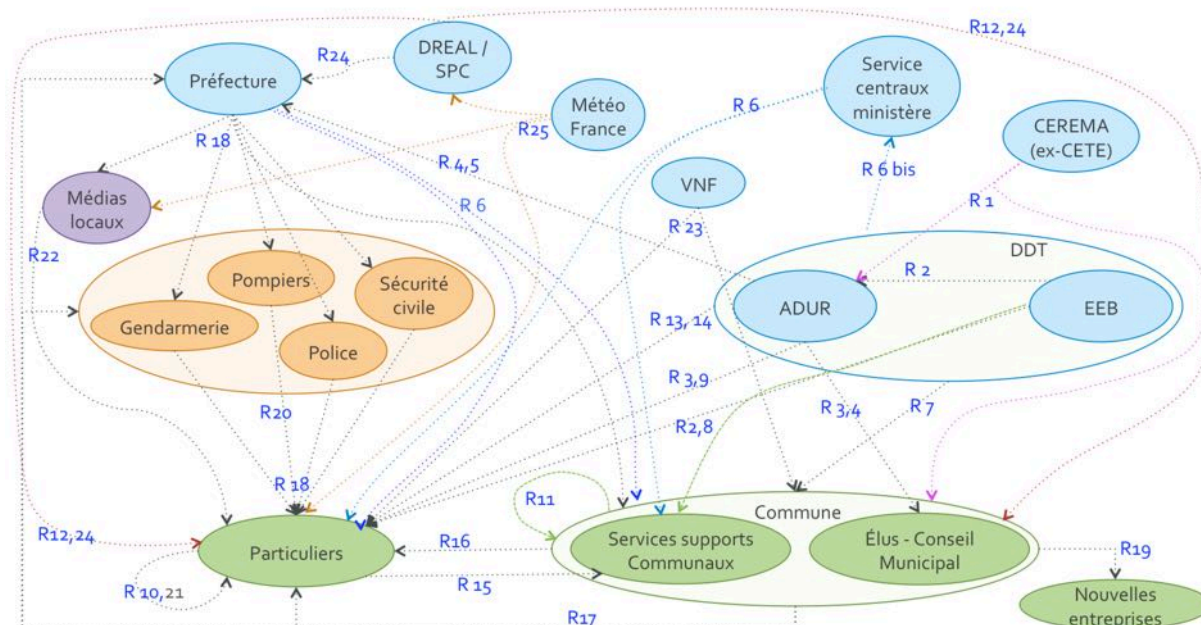 R12,24
DREAL /
SPC
R24
Préfecture
Service
centraux
ministère
Météo
France
R 6
R25
CEREMA
(ex-CETE)
R 18
R 4,5
R 6 bis
VNF
Médias
locaux
R 6
R 1
R 23
R22
DDT
Pompiers
Sécurité
civile
R 2
Gendarmerie
ADUR
EEB
R 13, 14
Police
R 3,9
R20
R 3,4
R 7
R2,8
R 18
R11
Commune
R12,24
Particuliers
R16
Services supports
Communaux
Élus - Conseil
Municipal
R19
R 10,21
R 15
Nouvelles
entreprises
R17